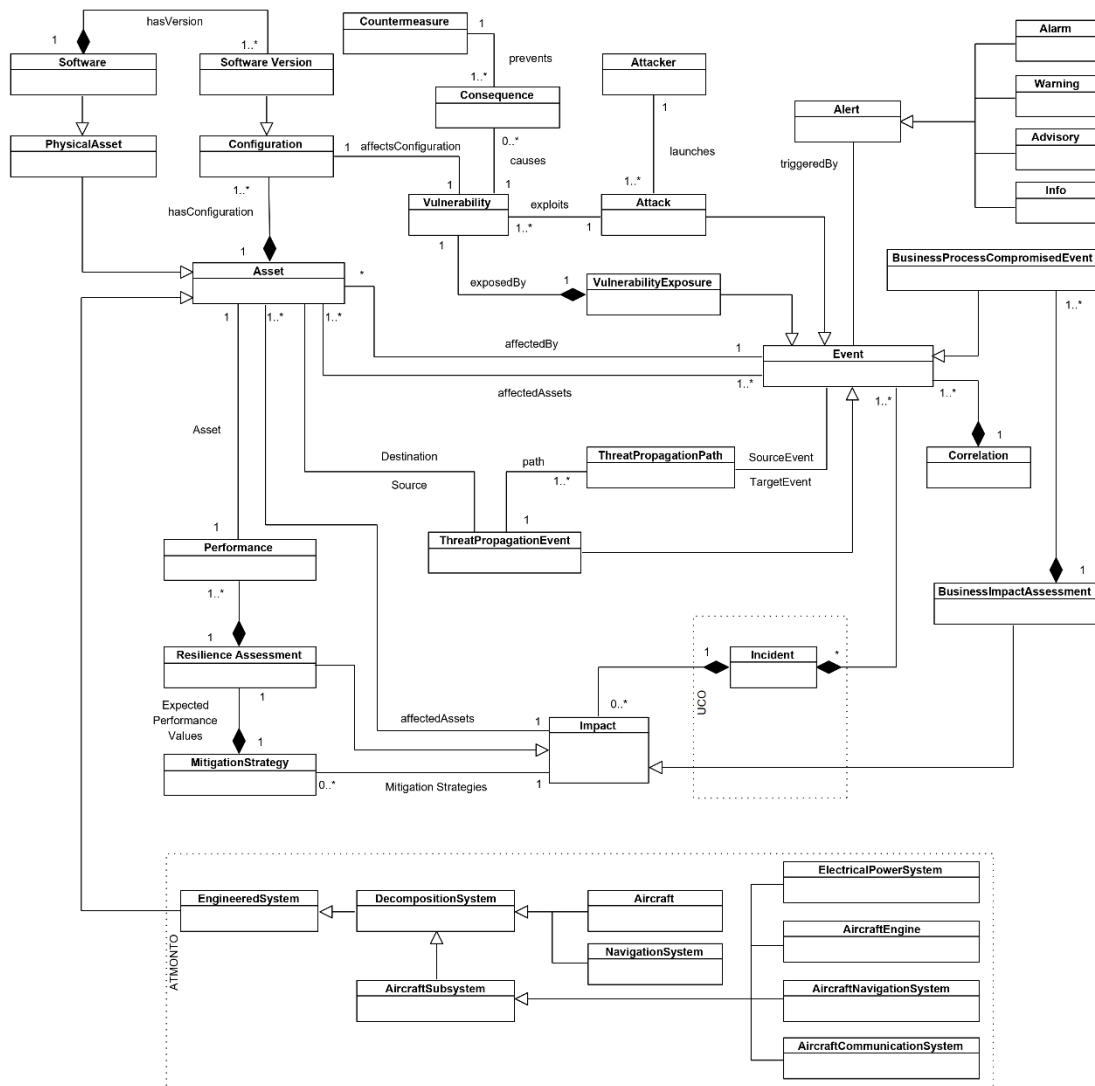 hasVersion
1
1..*
Software
Software Version
PhysicalAsset
Configuration
1..*
hasConfiguration
1
Asset
1
affectsConfiguration
1
Countermeasure
1
prevents
1..*
Consequence
0..*
causes
1
Vulnerability
1
1..*
exploits
1
Attacker
1
launches
1..*
Attack
exposedBy
1
VulnerabilityExposure
Alert
triggeredBy
Alarm
Warning
Advisory
Info
BusinessProcessCompromisedEvent
1..*
*
affectedBy
1
Event
1
1..*
1..*
affectedAssets
1..*
1..*
1..*
1
Correlation
Asset
Destination
Source
path
1..*
ThreatPropagationPath
SourceEvent
TargetEvent
1
ThreatPropagationEvent
1
Performance
1..*
1
Resilience Assessment
1
Expected
Performance
Values
1
MitigationStrategy
0..*
Mitigation Strategies
1
affectedAssets
1
Impact
0..*
1
Incident
*
UCO
1
BusinessImpactAssessment
ATMONTO
EngineeredSystem
DecompositionSystem
Aircraft
NavigationSystem
AircraftSubsystem
ElectricalPowerSystem
AircraftEngine
AircraftNavigationSystem
AircraftCommunicationSystem